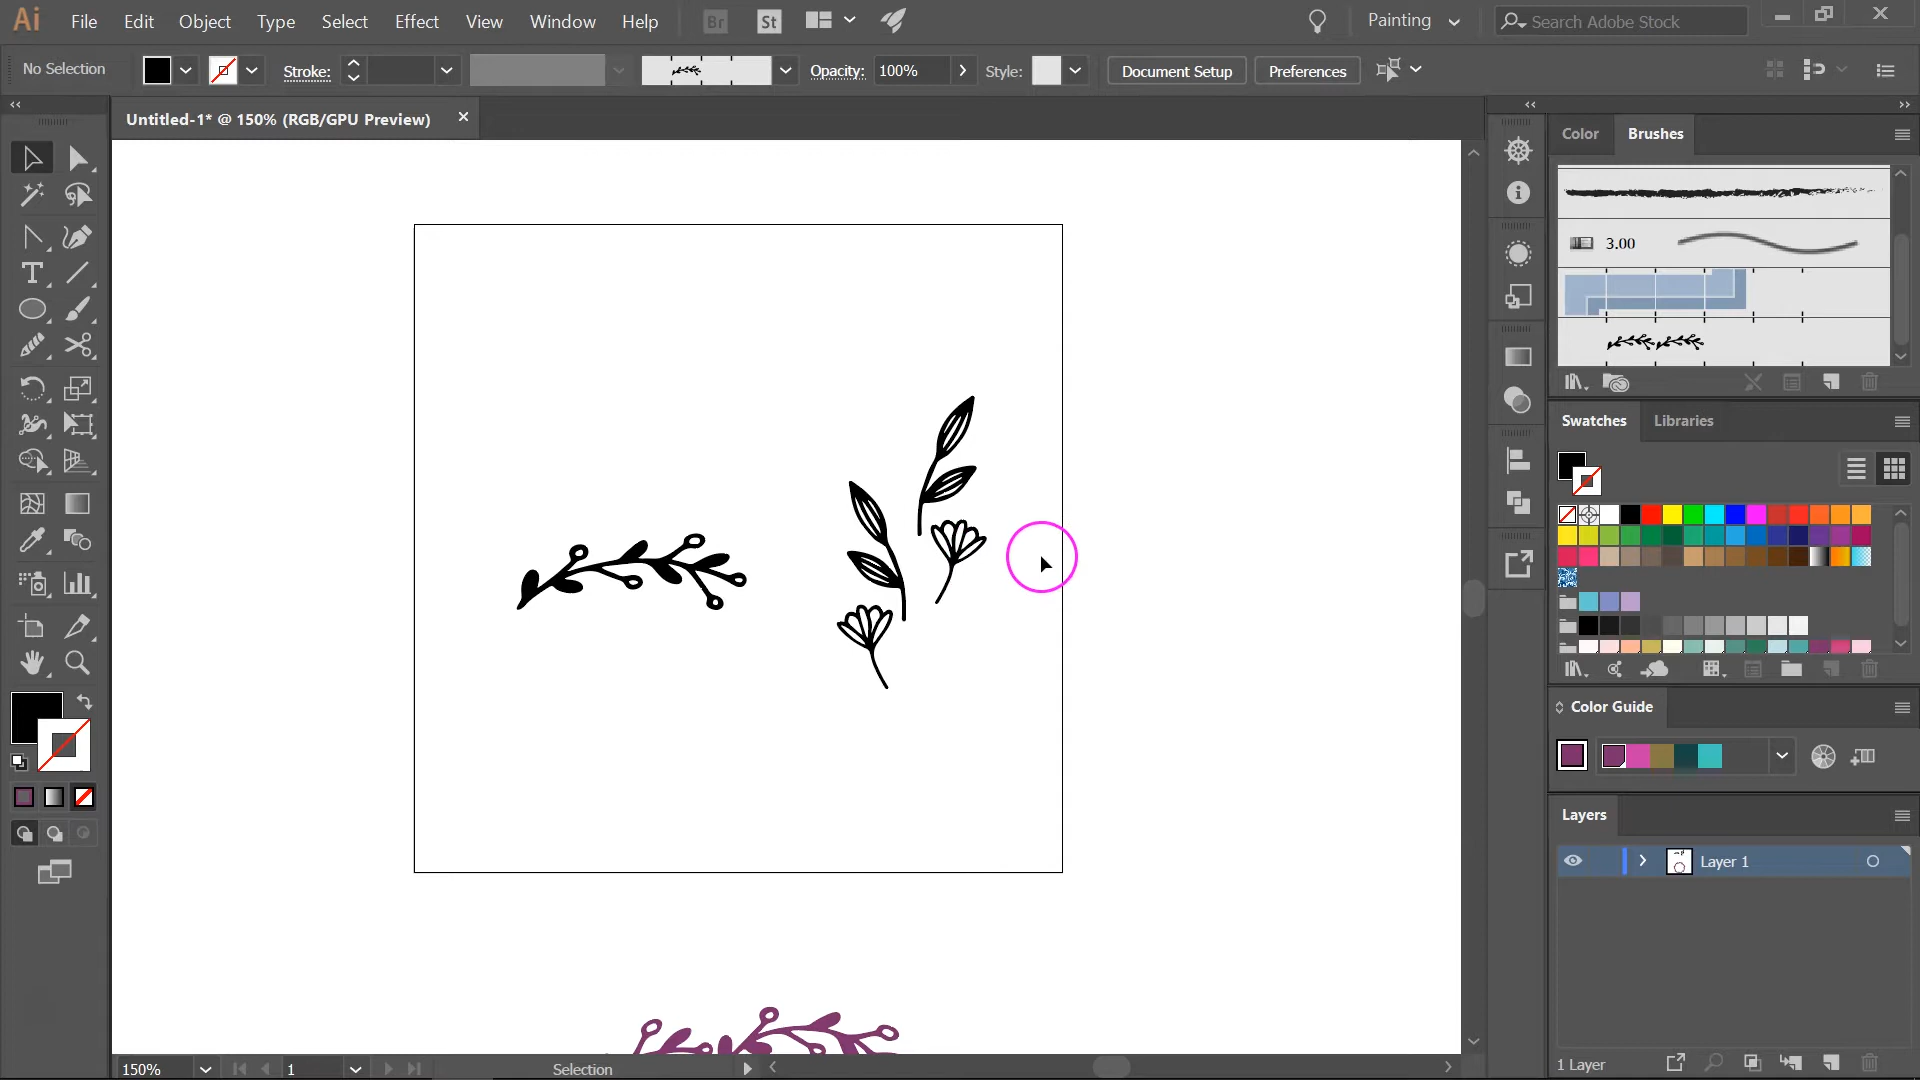 Ai File Edit Object Type Select Effect View Window Help Br St Painting Search Adobe Stock
No Selection Stroke: Opacity: 100% Style: Document Setup Preferences
Untitled-1* @ 150% (RGB/GPU Preview)
Color Brushes
3.00
Swatches Libraries
Color Guide
Layers
Layer 1
150% 1 Selection 1 Layer